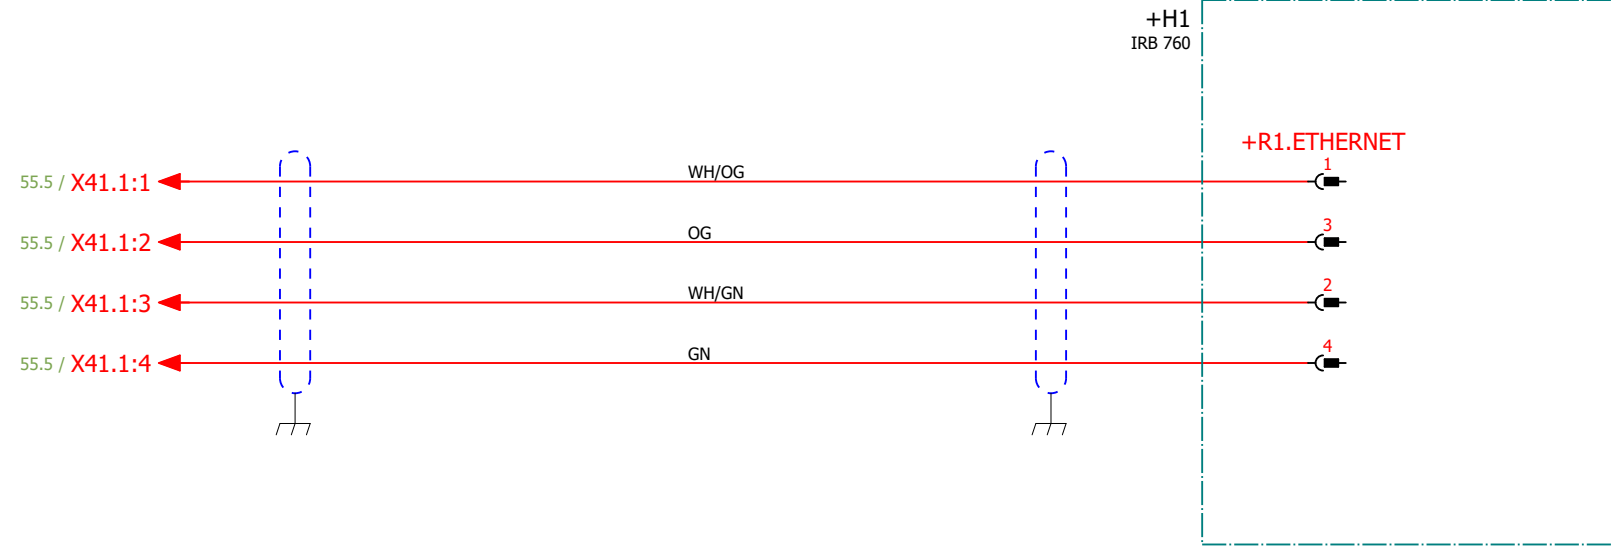 +H1
IRB 760
+R1.ETHERNET
55.5 / X41.1:1 WH/OG 1
55.5 / X41.1:2 OG 3
55.5 / X41.1:3 WH/GN 2
55.5 / X41.1:4 GN 4